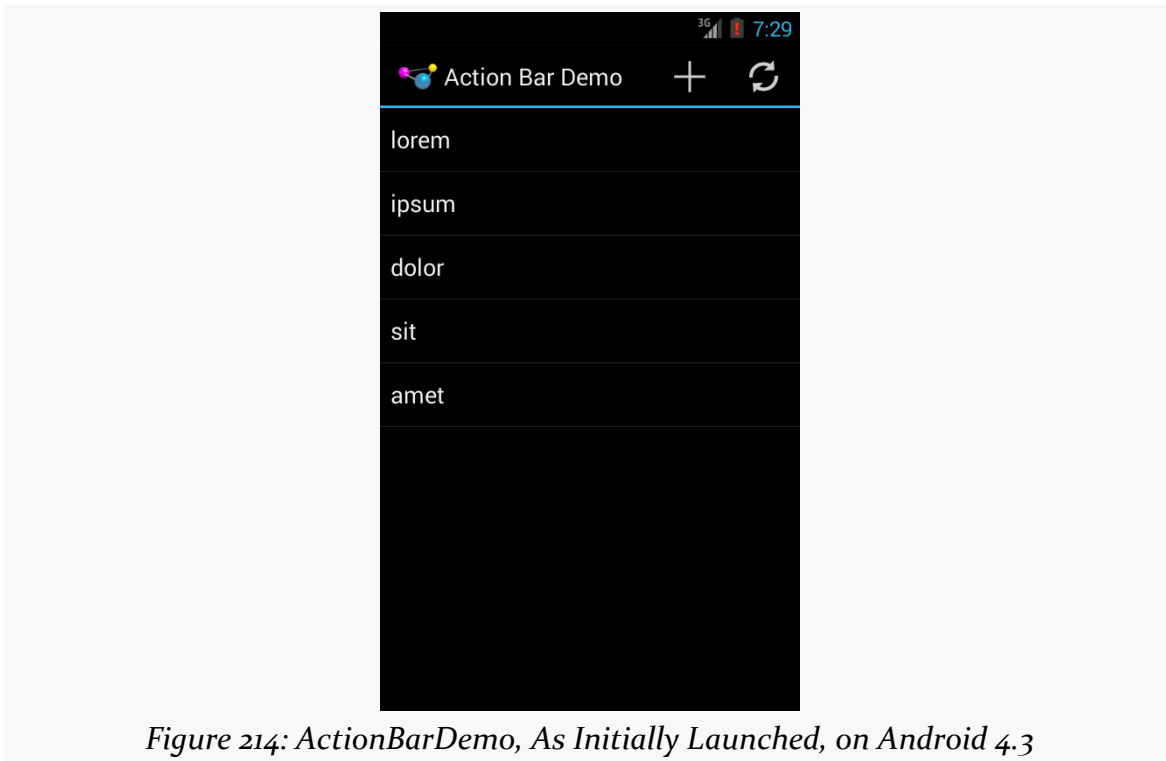 3G 7:29
Action Bar Demo
lorem
ipsum
dolor
sit
amet
Figure 214: ActionBarDemo, As Initially Launched, on Android 4.3